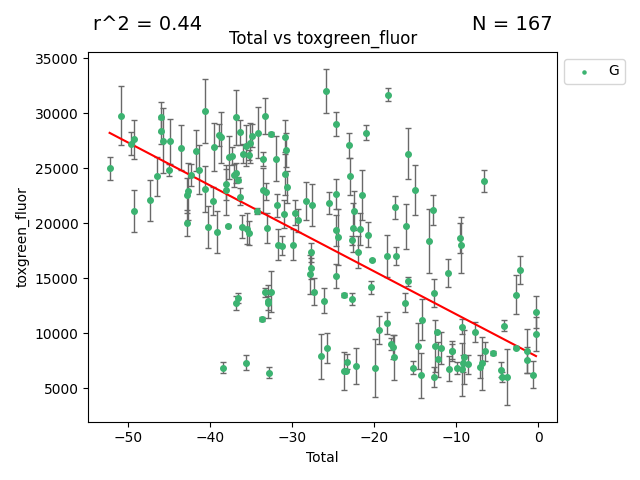 r^2 = 0.44
N = 167
Total vs toxgreen_fluor
G
35000
30000
25000
20000
15000
10000
5000
toxgreen_fluor
−50
−40
−30
−20
−10
0
Total